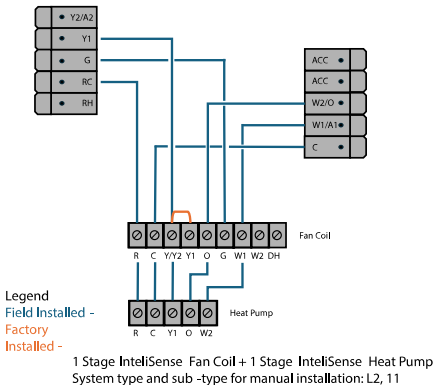 Y2/A2
Y1
G
RC
RH
ACC
ACC
W2/O
W1/A1
C
R C Y/Y2 Y1 O G W1 W2 DH
Fan Coil
R C Y1 O W2
Heat Pump
Legend
Field Installed -
Factory
Installed -
1 Stage InteliSense Fan Coil + 1 Stage InteliSense Heat Pump
System type and sub -type for manual installation: L2, 11